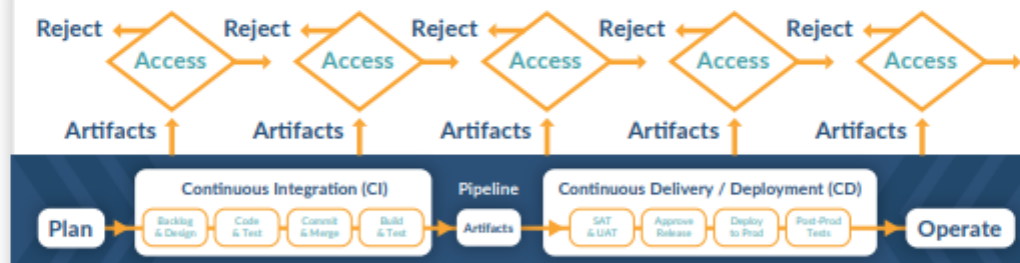 Reject Reject Reject Reject Reject
Access Access Access Access Access
Artifacts Artifacts Artifacts Artifacts Artifacts
Continuous Integration (CI) Pipeline Continuous Delivery / Deployment (CD)
Plan Backlog & Design Code & Test Commit & Merge Build & Test Artifacts SAT & UAT Approve Release Deploy to Prod Post-Prod Tests Operate